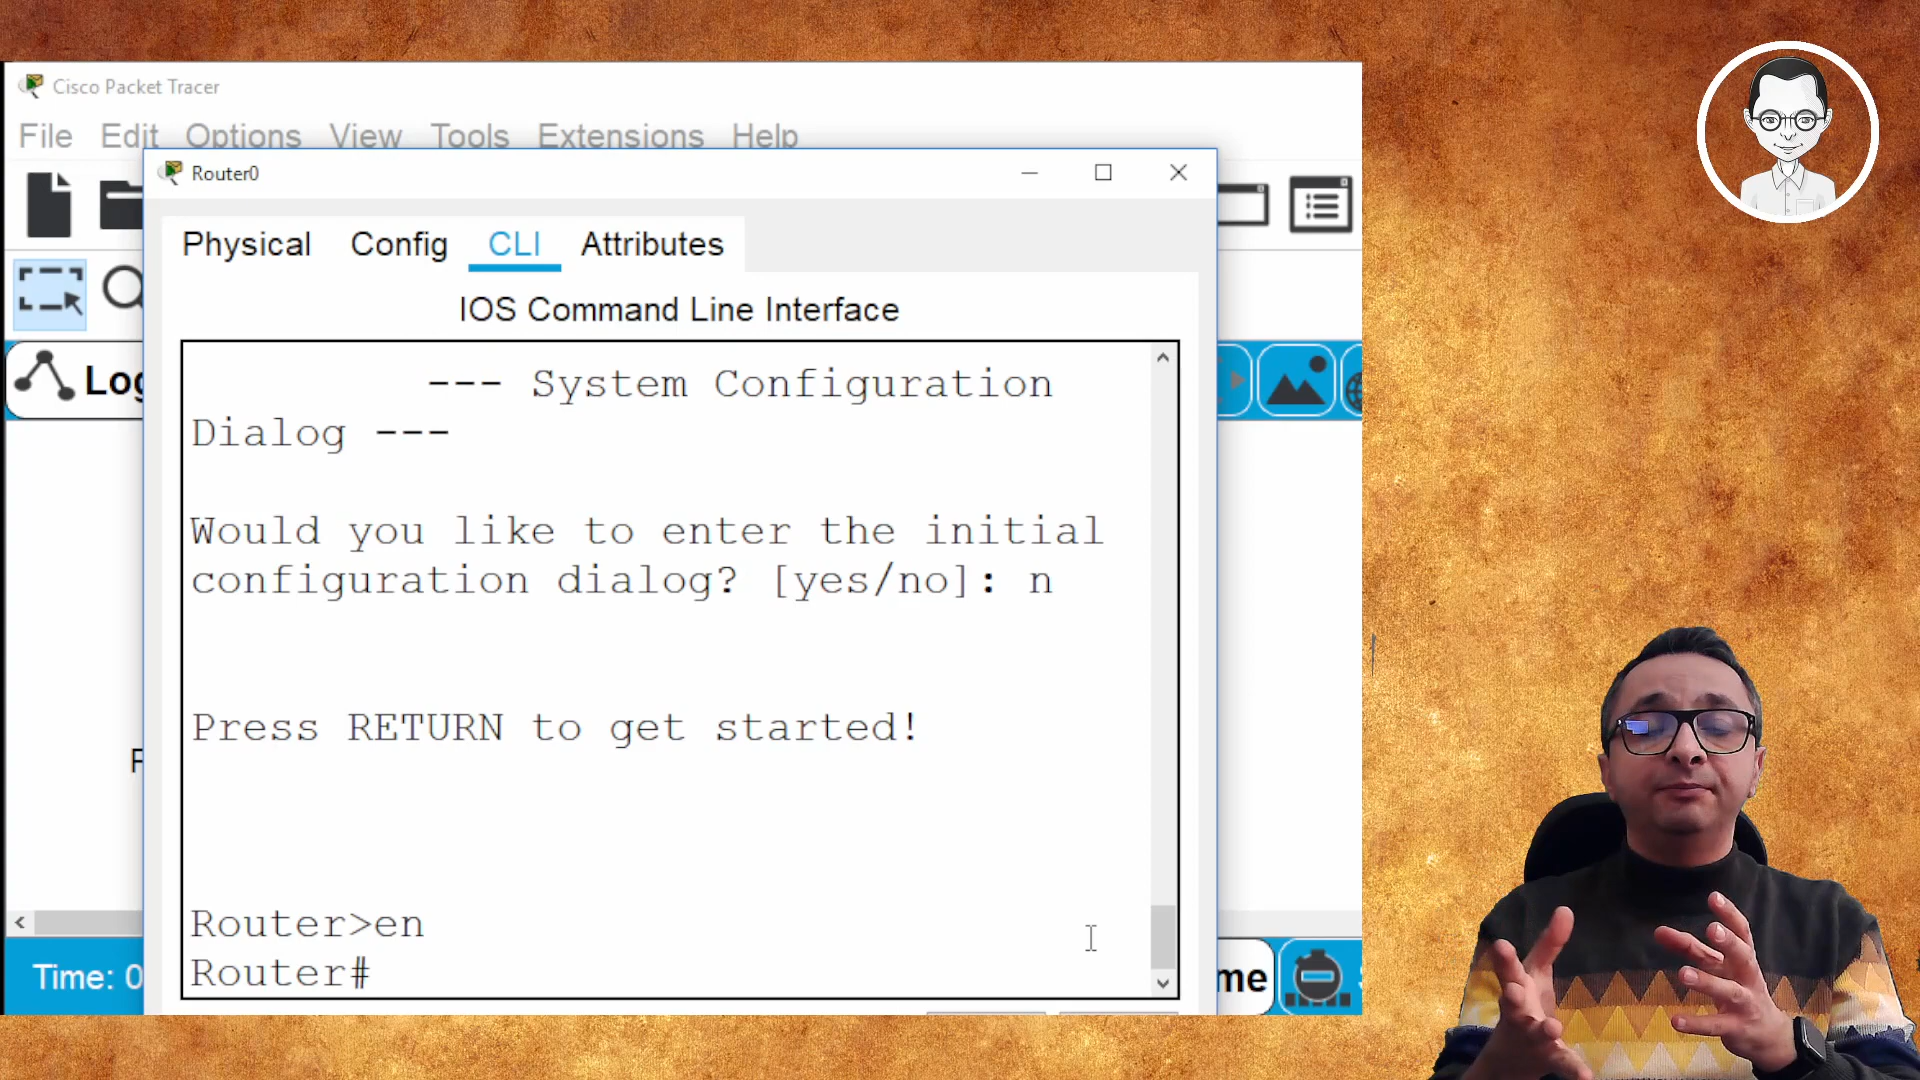 Cisco Packet Tracer
File Edit Options View Tools Extensions Help
Router0
Physical Config CLI Attributes
IOS Command Line Interface
--- System Configuration
Dialog ---
Would you like to enter the initial
configuration dialog? [yes/no]: n
Press RETURN to get started!
Router>en
Router#
Time: 0